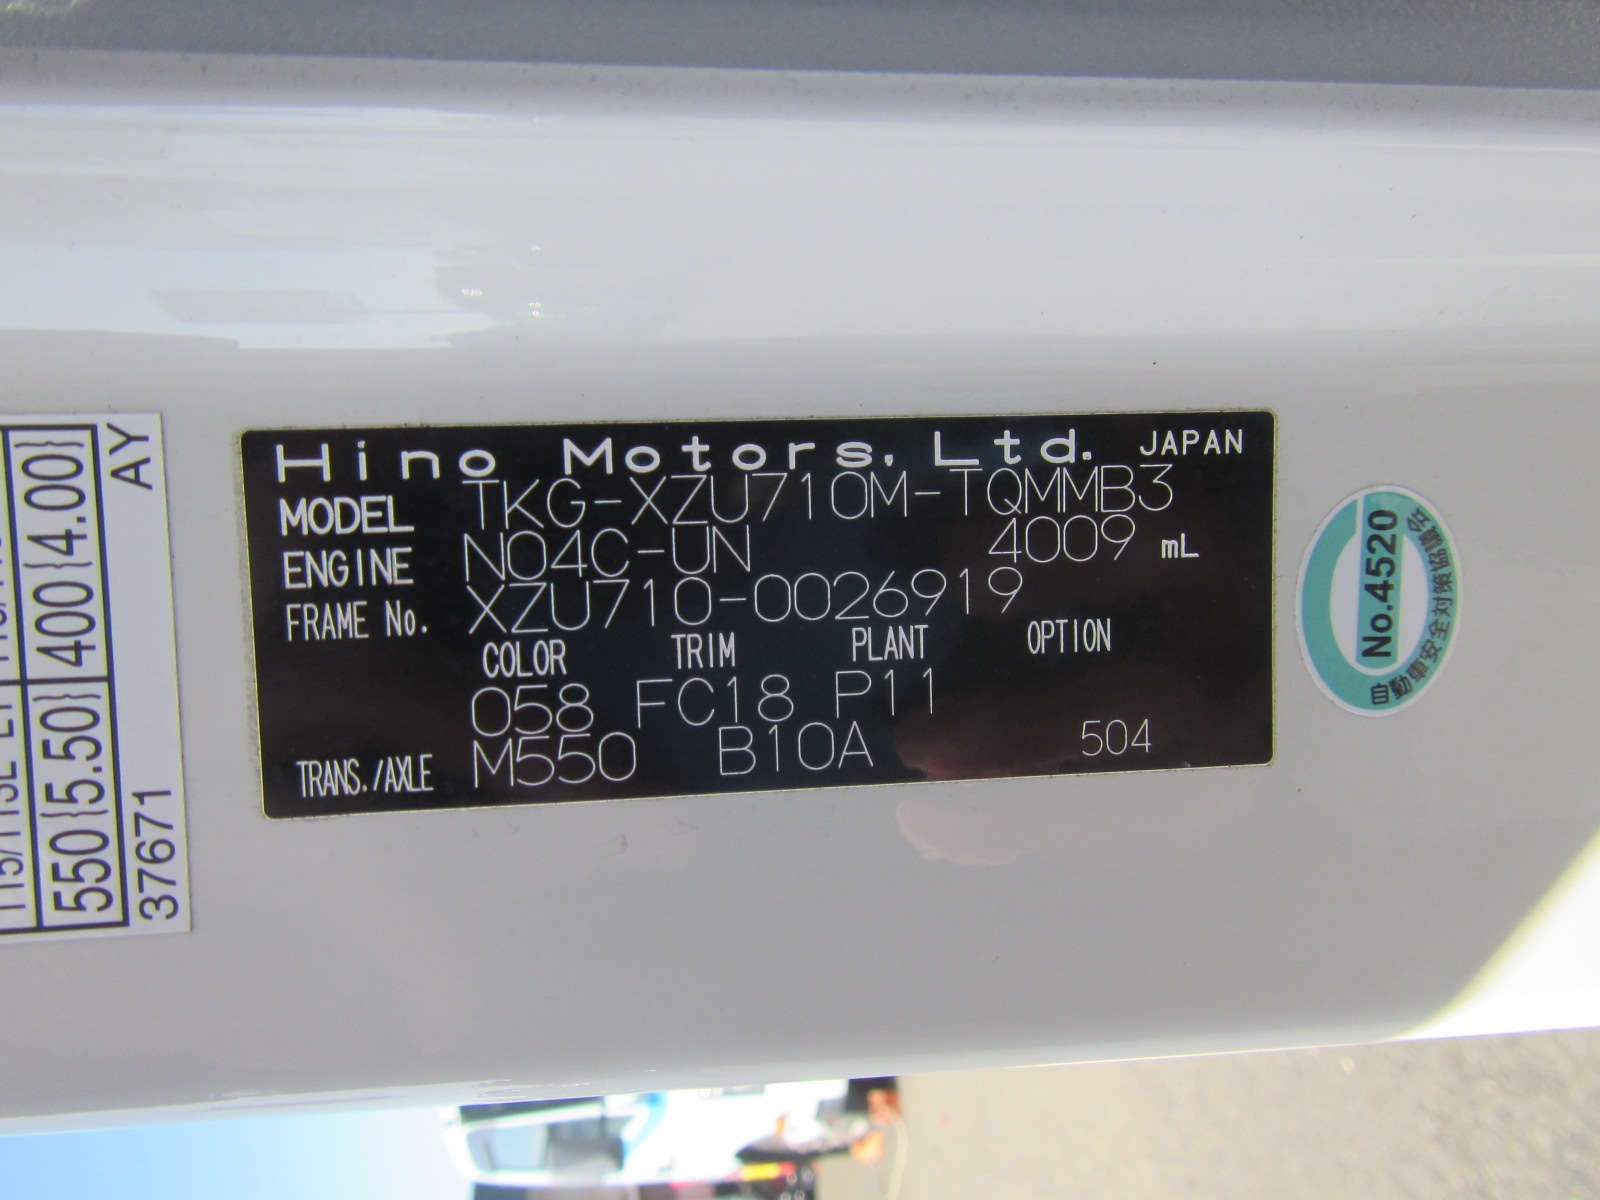 Hino Motors, Ltd. JAPAN
MODEL TKG-XZU710M-TQMMB3
ENGINE N04C-UN 4009 mL
FRAME No. XZU710-0026919
COLOR TRIM PLANT OPTION
058 FC18 P11
TRANS./AXLE M550 B10A 504
550{5.50} 400{4.00}
37671 AY
No.4520
自動車安全対策協議会